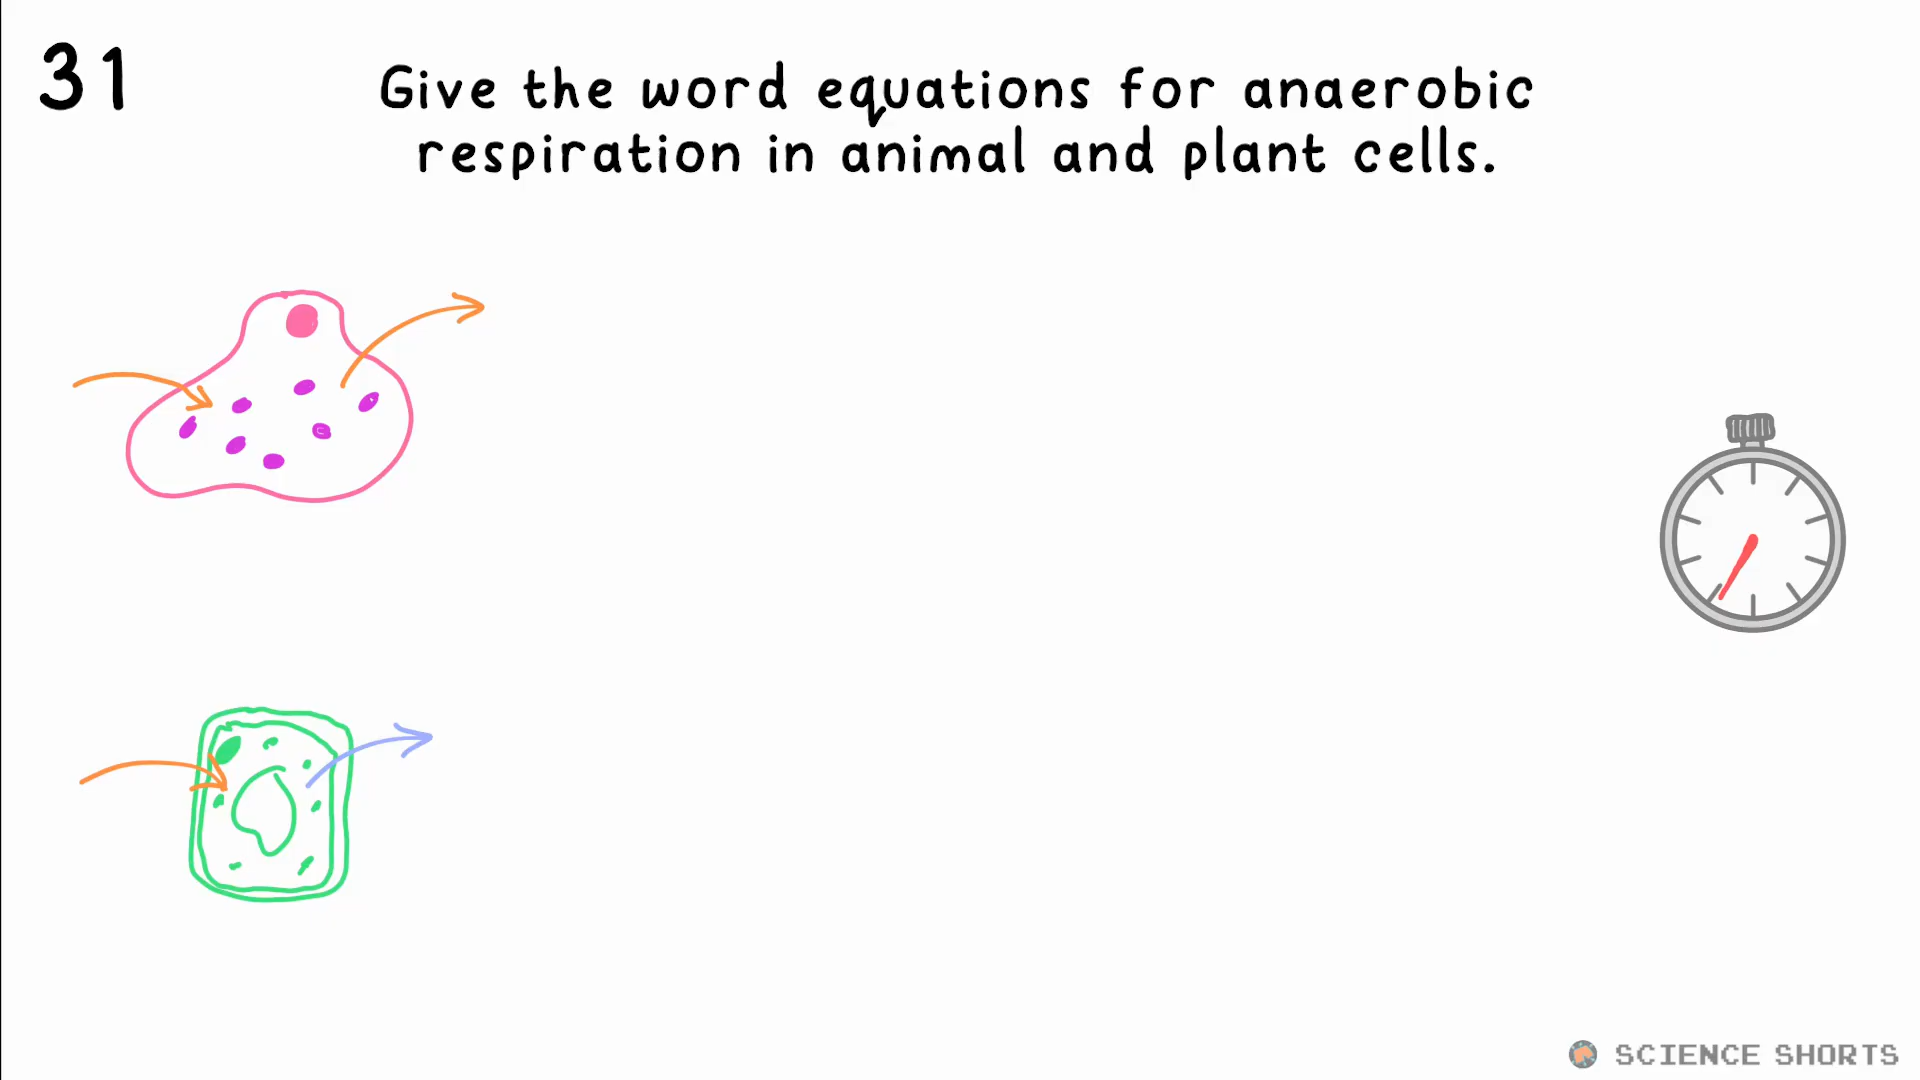 31
Give the word equations for anaerobic
respiration in animal and plant cells.
SCIENCE SHORTS